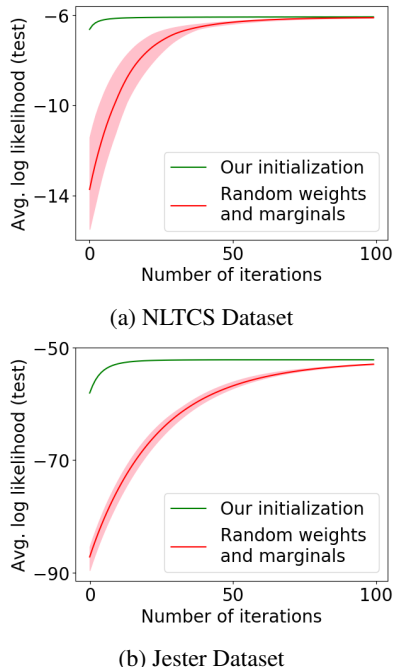 −6
−10
−14
Avg. log likelihood (test)
Our initialization
Random weights
and marginals
0 50 100
Number of iterations
(a) NLTCS Dataset
−50
−70
−90
Avg. log likelihood (test)
Our initialization
Random weights
and marginals
0 50 100
Number of iterations
(b) Jester Dataset